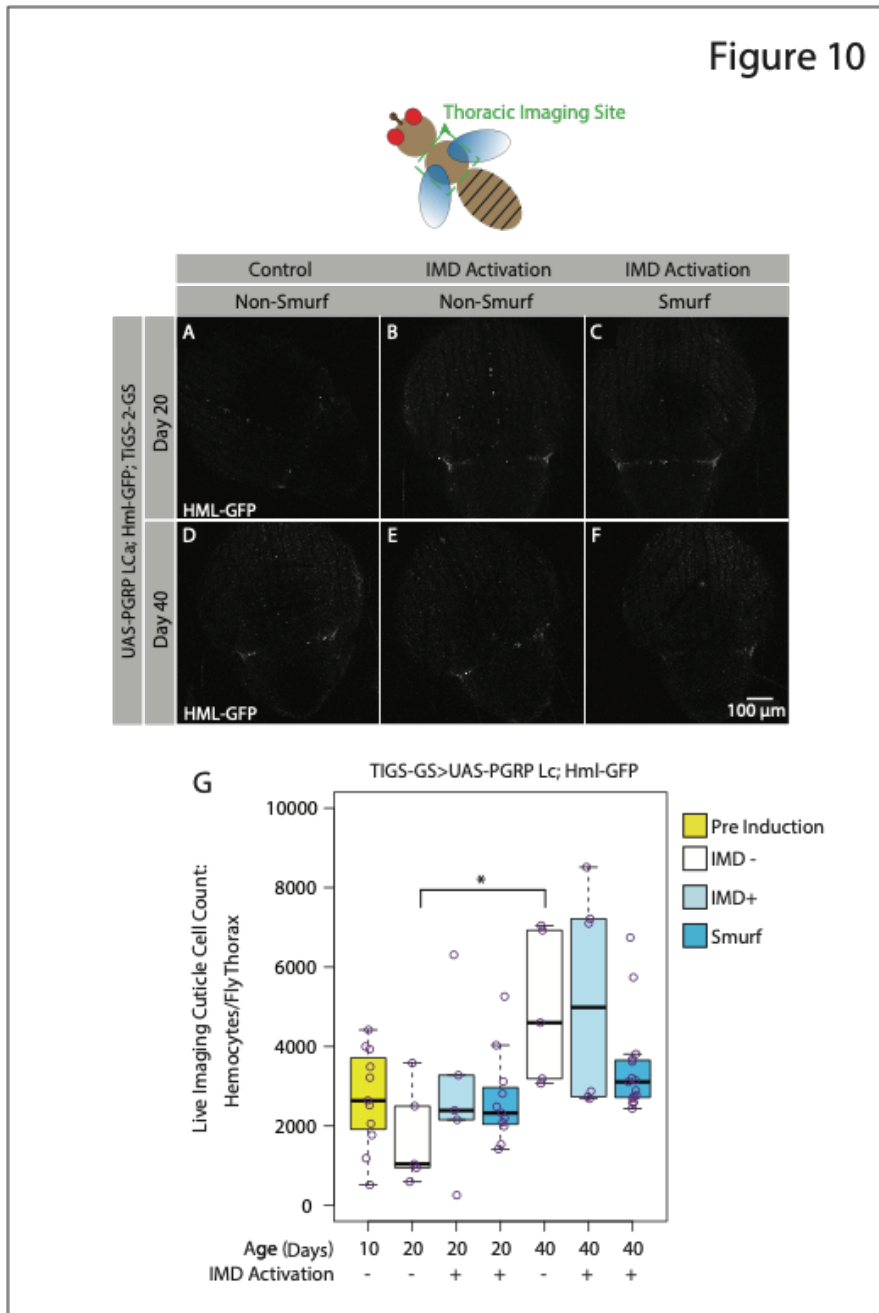 Figure 10
Thoracic Imaging Site
Control IMD Activation IMD Activation
Non-Smurf Non-Smurf Smurf
UAS-PGRP LCa; Hml-GFP; TiGS-2-GS
Day 20
A B C
HML-GFP
Day 40
D E F
HML-GFP
100 µm
G
TIGS-GS>UAS-PGRP Lc; Hml-GFP
Live Imaging Cuticle Cell Count:
Hemocytes/Fly Thorax
10000
8000
6000
4000
2000
0
*
Pre Induction
IMD -
IMD+
Smurf
Age (Days) 10 20 20 20 40 40 40
IMD Activation - - + + - + +